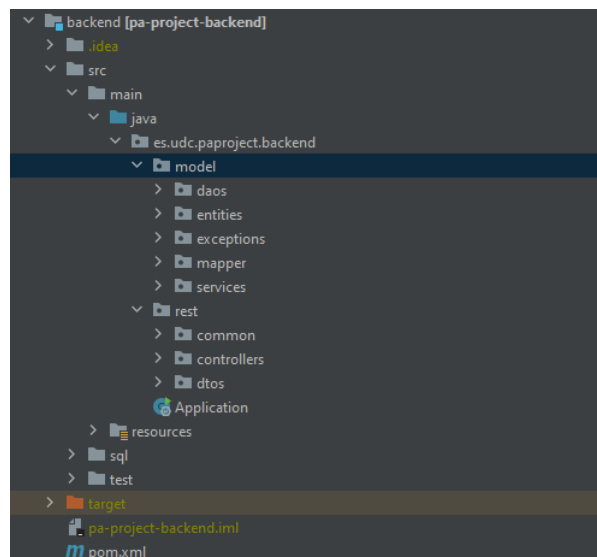 backend [pa-project-backend]
.idea
src
main
java
es.udc.paproject.backend
model
daos
entities
exceptions
mapper
services
rest
common
controllers
dtos
Application
resources
sql
test
target
pa-project-backend.iml
pom.xml